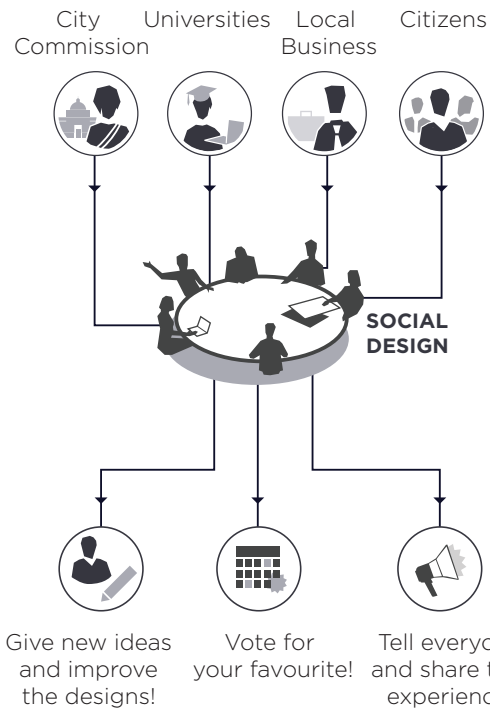 City
Commission
Universities
Local
Business
Citizens
SOCIAL
DESIGN
Give new ideas
and improve
the designs!
Vote for
your favourite!
Tell
and share